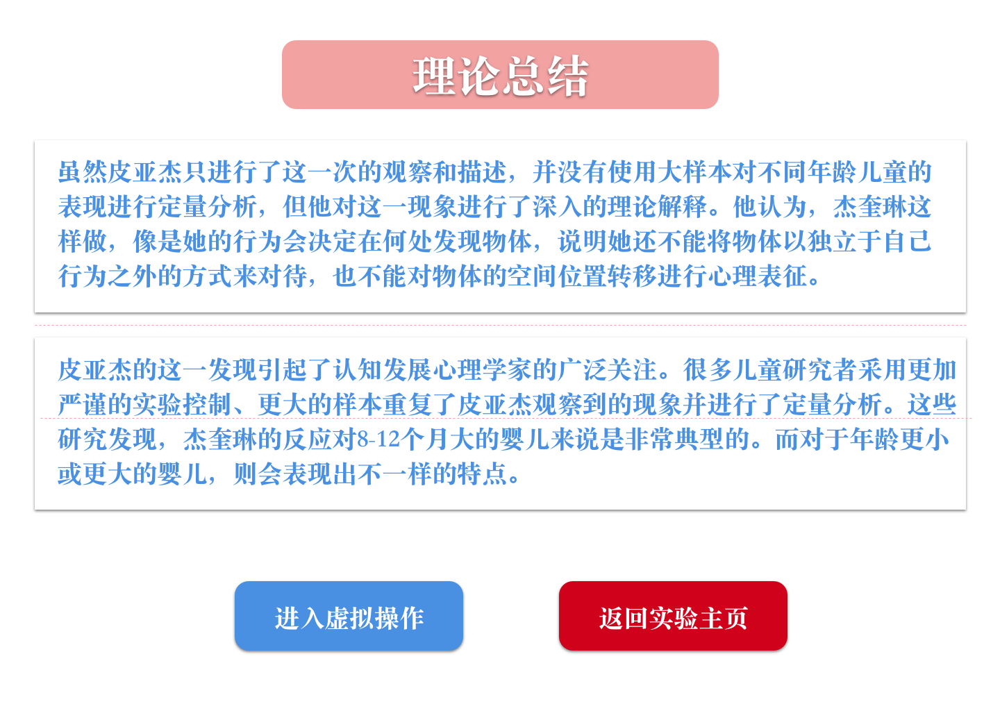 理论总结
虽然皮亚杰只进行了这一次的观察和描述，并没有使用大样本对不同年龄儿童的
表现进行定量分析，但他对这一现象进行了深入的理论解释。他认为，杰奎琳这
样做，像是她的行为会决定在何处发现物体，说明她还不能将物体以独立于自己
行为之外的方式来对待，也不能对物体的空间位置转移进行心理表征。
皮亚杰的这一发现引起了认知发展心理学家的广泛关注。很多儿童研究者采用更加
严谨的实验控制、更大的样本重复了皮亚杰观察到的现象并进行了定量分析。这些
研究发现，杰奎琳的反应对8-12个月大的婴儿来说是非常典型的。而对于年龄更小
或更大的婴儿，则会表现出不一样的特点。
进入虚拟操作
返回实验主页